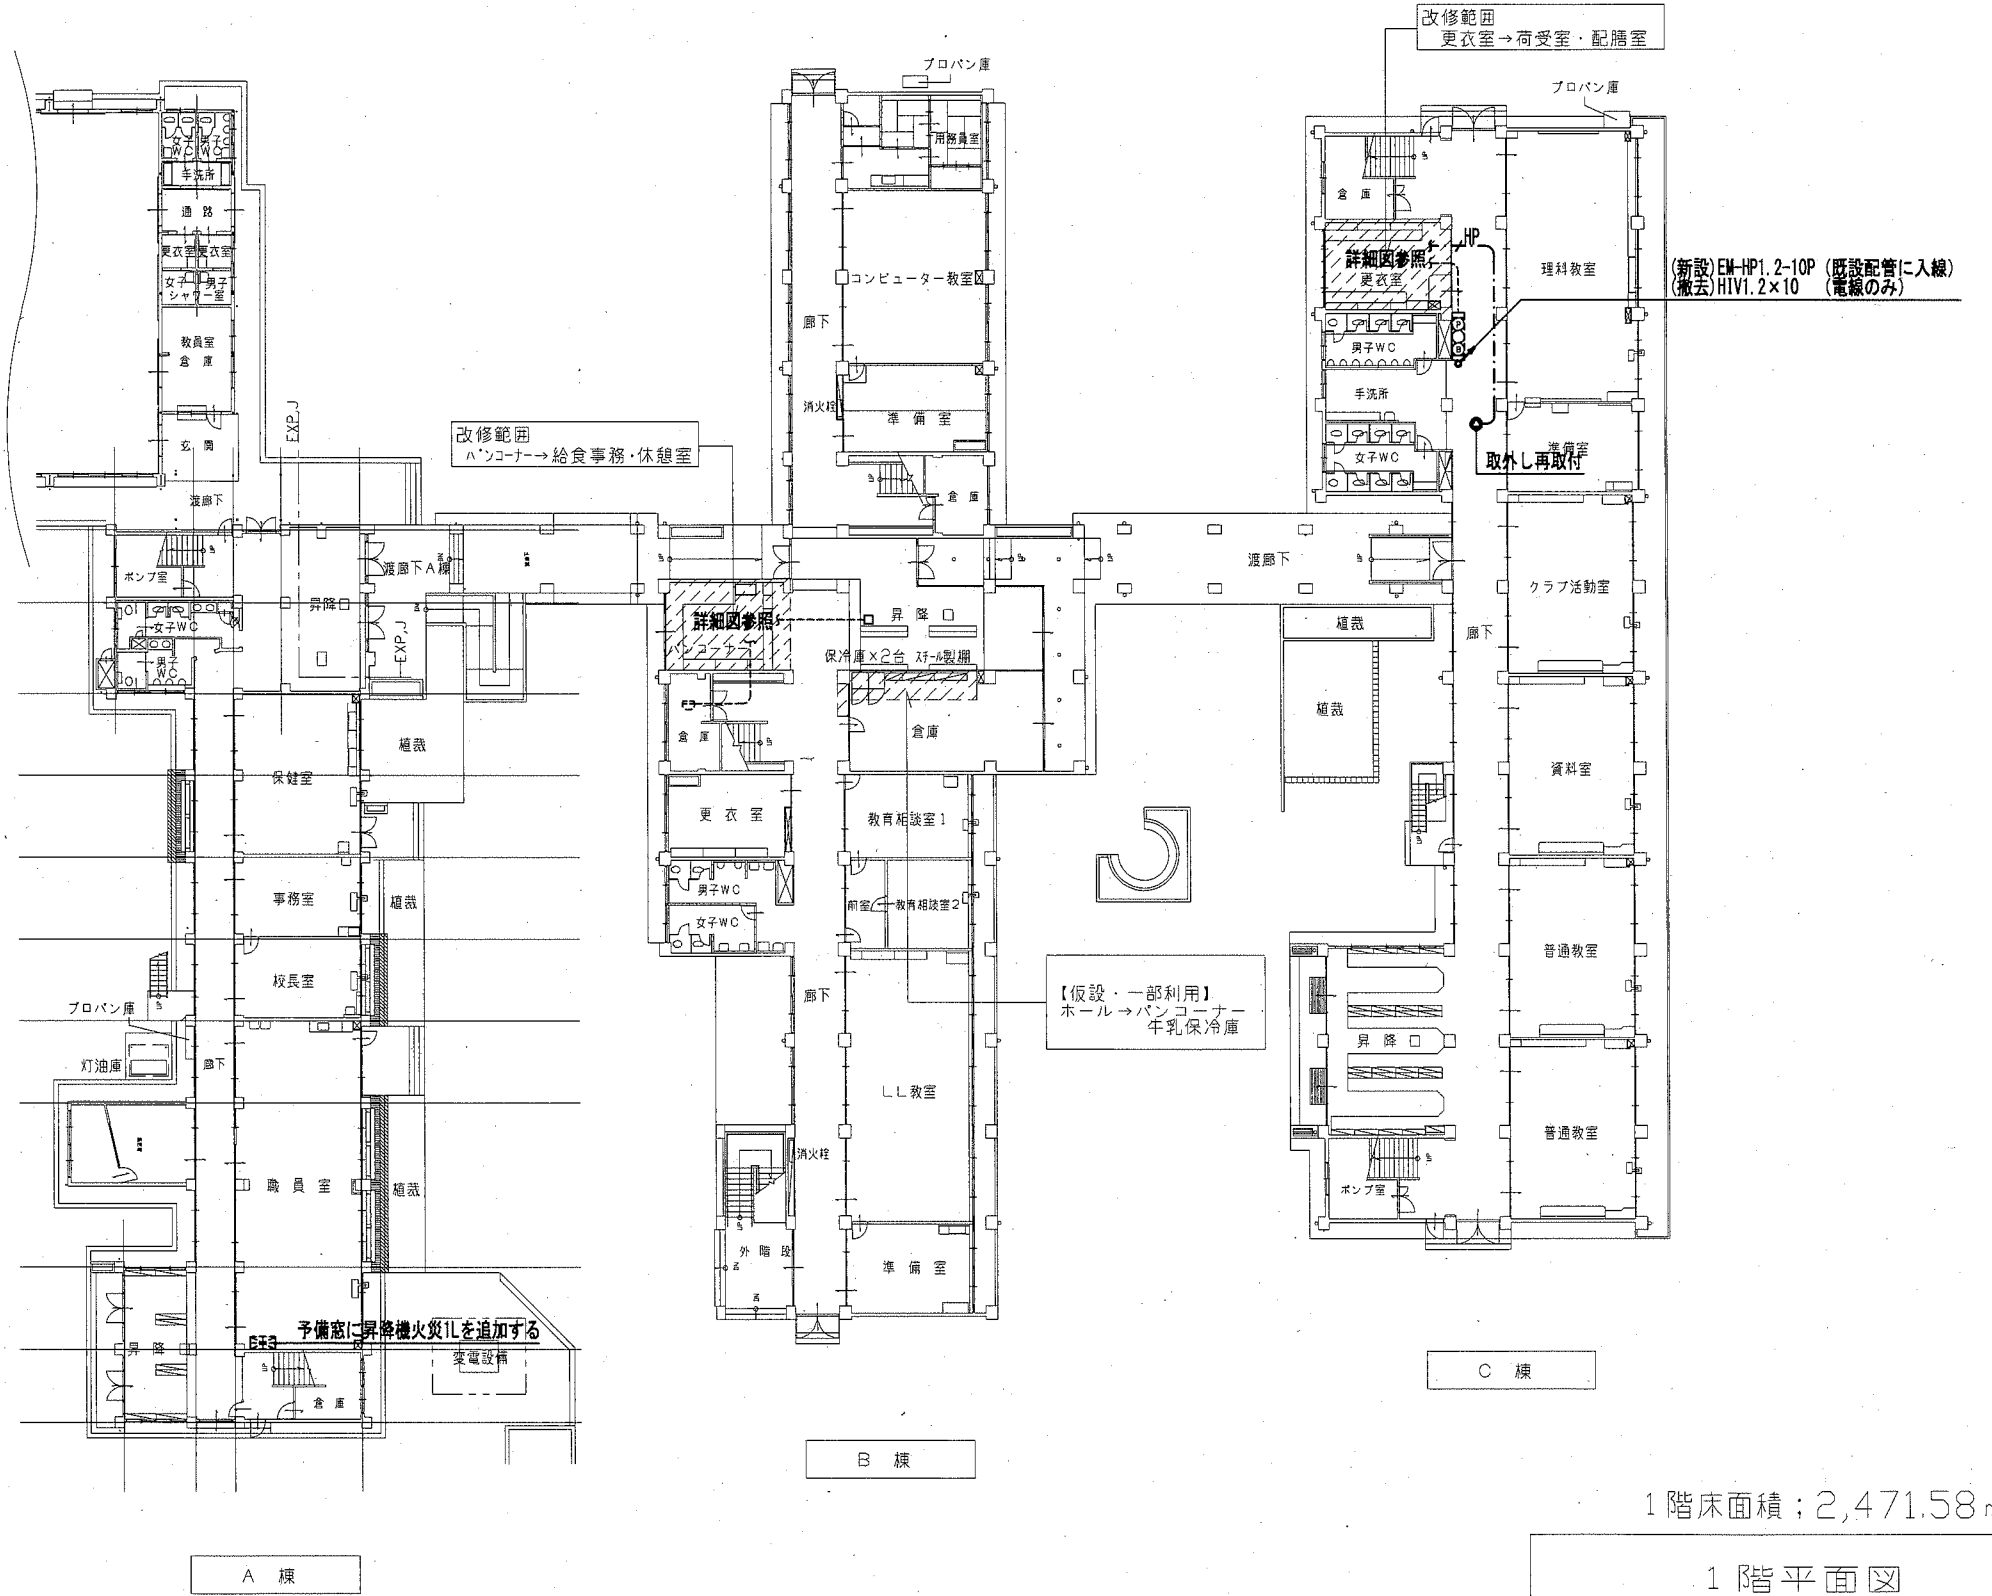 改修範囲
更衣室→荷受室・配膳室
プロパン庫
プロパン庫
女子
WC
男子
WC
手洗所
通路
更衣室
更衣室
女子
男子
シャワー室
教員室
倉庫
玄関
EXP,J
渡廊下
用務員室
コンピューター教室
廊下
消火栓
準備室
倉庫
改修範囲
パンコーナー→給食事務・休憩室
倉庫
詳細図参照
更衣室
HP
理科教室
(新設)EM-HP1.2-10P (既設配管に入線)
(撤去)HIV1.2×10 (電線のみ)
男子WC
手洗所
女子WC
準備室
取外し再取付
ポンプ室
渡廊下A棟
昇降口
女子WC
男子
WC
EXP,J
詳細図参照
パンコーナー
昇降口
保冷庫×2台
スチール製棚
渡廊下
植裁
廊下
クラブ活動室
植裁
資料室
植裁
保健室
倉庫
倉庫
更衣室
教育相談室1
事務室
植裁
男子WC
女子WC
前室
教育相談室2
普通教室
校長室
プロパン庫
灯油庫
廊下
廊下
【仮設・一部利用】
ホール→パンコーナー
牛乳保冷庫
LL教室
昇降口
普通教室
消火栓
職員室
植裁
ポンプ室
外階段
準備室
予備窓に昇降機火災1Lを追加する
昇降口
変電設備
倉庫
C棟
B棟
A棟
1階床面積;2,471.58
1階平面図